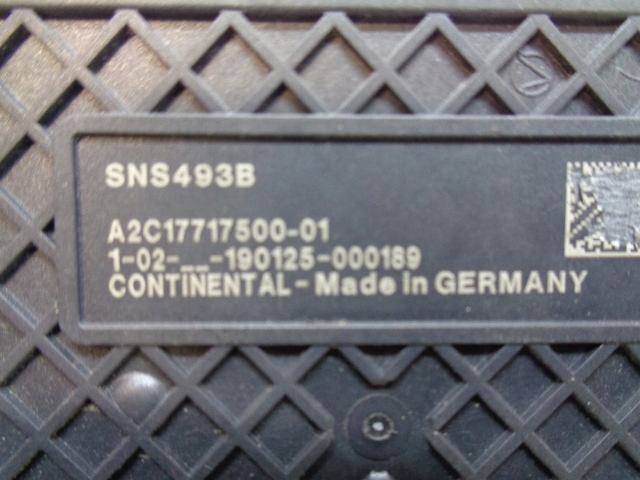 SNS493B
A2C17717500-01
1-02-__-190125-000189
CONTINENTAL - Made in GERMANY